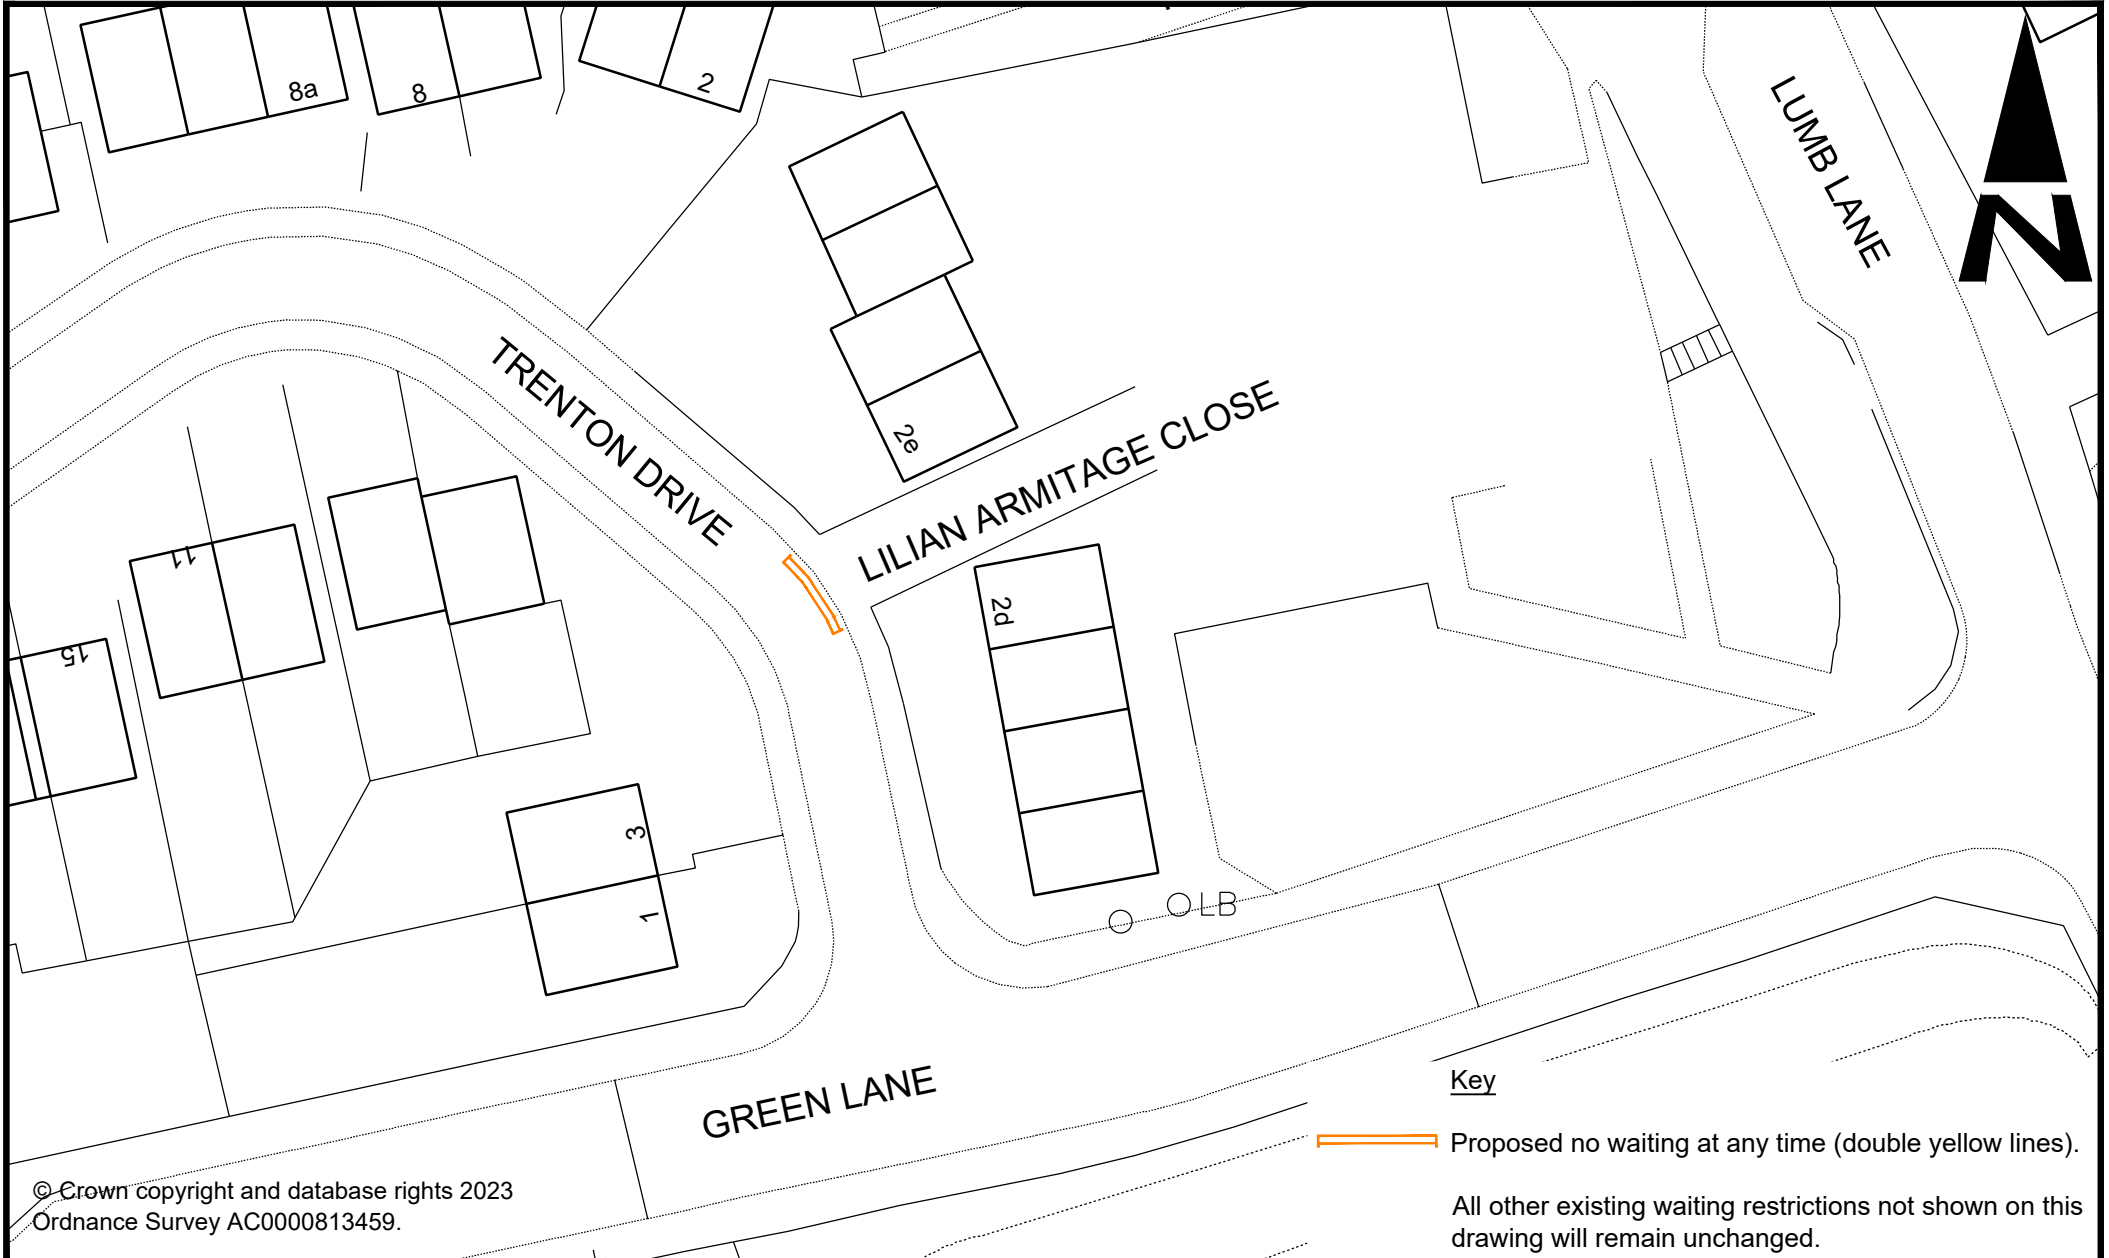 8a
8
2
LUMB LANE
N
TRENTON DRIVE
2e
LILIAN ARMITAGE CLOSE
11
2d
15
3
1
LB
GREEN LANE
Key
Proposed no waiting at any time (double yellow lines).
All other existing waiting restrictions not shown on this
drawing will remain unchanged.
© Crown copyright and database rights 2023
Ordnance Survey AC0000813459.